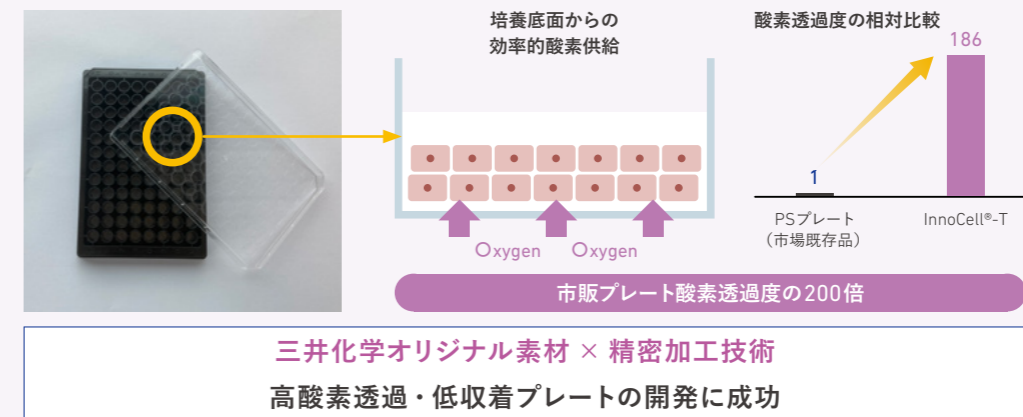 培養底面からの
効率的酸素供給
Oxygen Oxygen
酸素透過度の相対比較
186
1
PSプレート
（市場既存品）
InnoCell®-T
市販プレート酸素透過度の200倍
三井化学オリジナル素材 × 精密加工技術
高酸素透過・低収着プレートの開発に成功